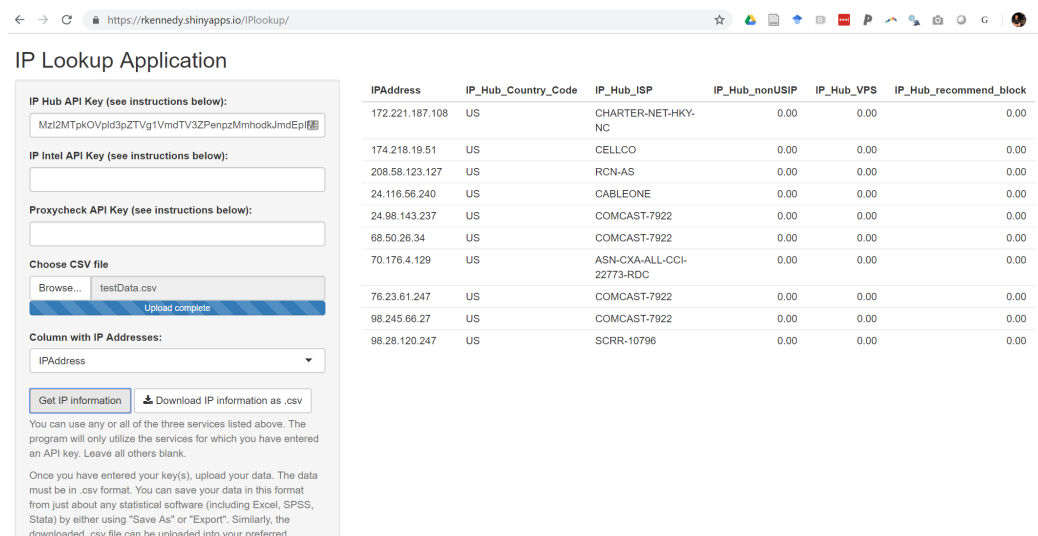 https://rkennedy.shinyapps.io/IPlookup/
IP Lookup Application
IP Hub API Key (see instructions below):
IP Intel API Key (see instructions below):
Proxycheck API Key (see instructions below):
Choose CSV file
Browse... testData.csv
Upload complete
Column with IP Addresses:
IPAddress
Get IP information Download IP information as .csv
You can use any or all of the three services listed above. The
program will only utilize the services for which you have entered
an API key. Leave all others blank.
Once you have entered your key(s), upload your data. The data
must be in .csv format. You can save your data in this format
from just about any statistical software (including Excel, SPSS,
Stata) by either using "Save As" or "Export". Similarly, the
downloaded .csv file can be uploaded into your preferred
IPAddress IP_Hub_Country_Code IP_Hub_ISP IP_Hub_nonUSIP IP_Hub_VPS IP_Hub_recommend_block
172.221.187.108 US CHARTER-NET-HKY- 0.00 0.00 0.00
NC
174.218.19.51 US CELLCO 0.00 0.00 0.00
208.58.123.127 US RCN-AS 0.00 0.00 0.00
24.116.56.240 US CABLEONE 0.00 0.00 0.00
24.98.143.237 US COMCAST-7922 0.00 0.00 0.00
68.50.26.34 US COMCAST-7922 0.00 0.00 0.00
70.176.4.129 US ASN-CXA-ALL-CCI- 0.00 0.00 0.00
22773-RDC
76.23.61.247 US COMCAST-7922 0.00 0.00 0.00
98.245.66.27 US COMCAST-7922 0.00 0.00 0.00
98.28.120.247 US SCRR-10796 0.00 0.00 0.00